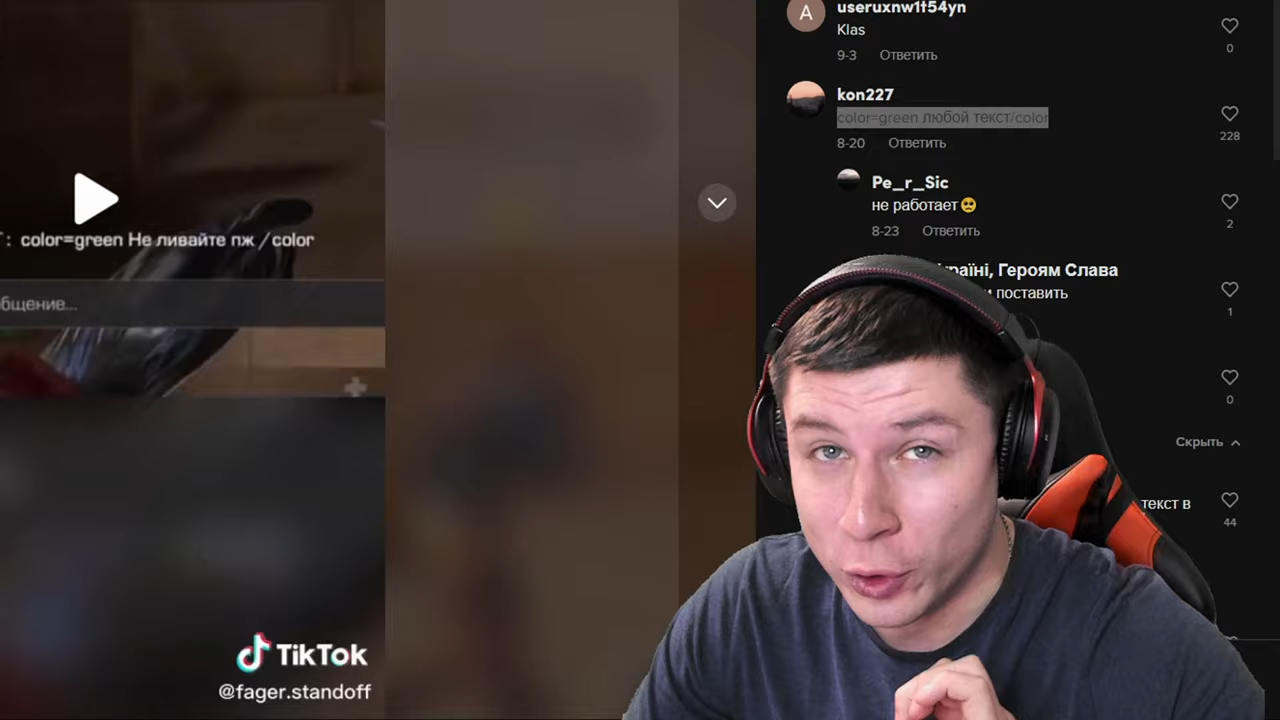 : color=green Не ливайте пж /color
бщение...
TikTok
@fager.standoff
A
useruxnw1t54yn
Klas
9-3 Ответить
0
kon227
color=green любой текст/color
8-20 Ответить
228
Pe_r_Sic
не работает
8-23 Ответить
2
Героям Слава
поставить
1
0
Скрыть
текст в
44